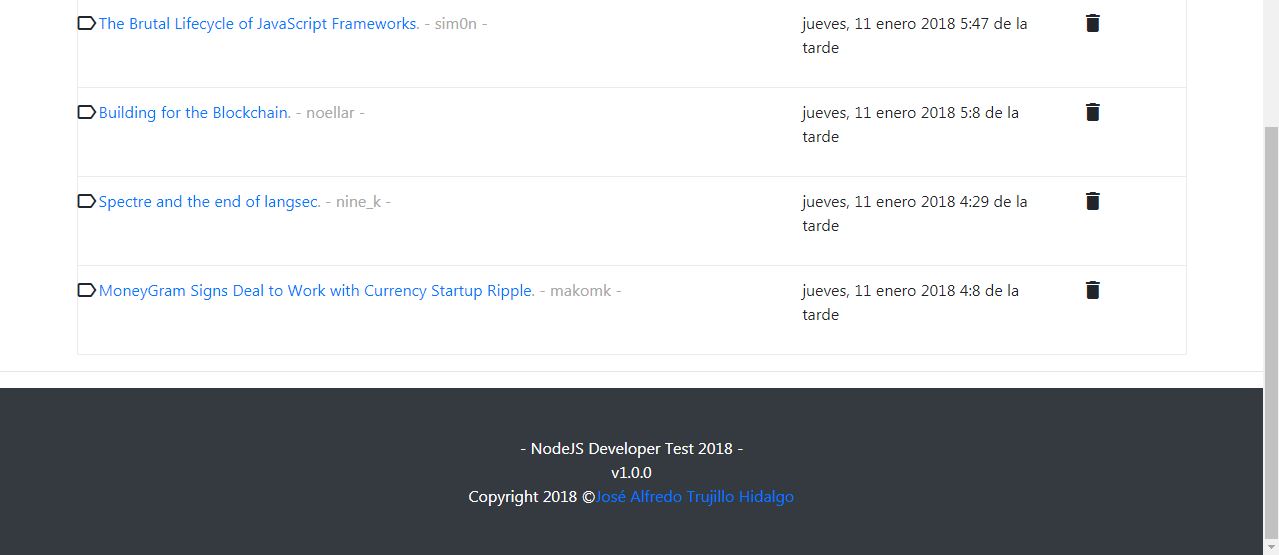 The Brutal Lifecycle of JavaScript Frameworks. - sim0n - jueves, 11 enero 2018 5:47 de la
tarde
Building for the Blockchain. - noellar - jueves, 11 enero 2018 5:8 de la
tarde
Spectre and the end of langsec. - nine_k - jueves, 11 enero 2018 4:29 de la
tarde
MoneyGram Signs Deal to Work with Currency Startup Ripple. - makomk - jueves, 11 enero 2018 4:8 de la
tarde
- NodeJS Developer Test 2018 -
v1.0.0
Copyright 2018 ©José Alfredo Trujillo Hidalgo